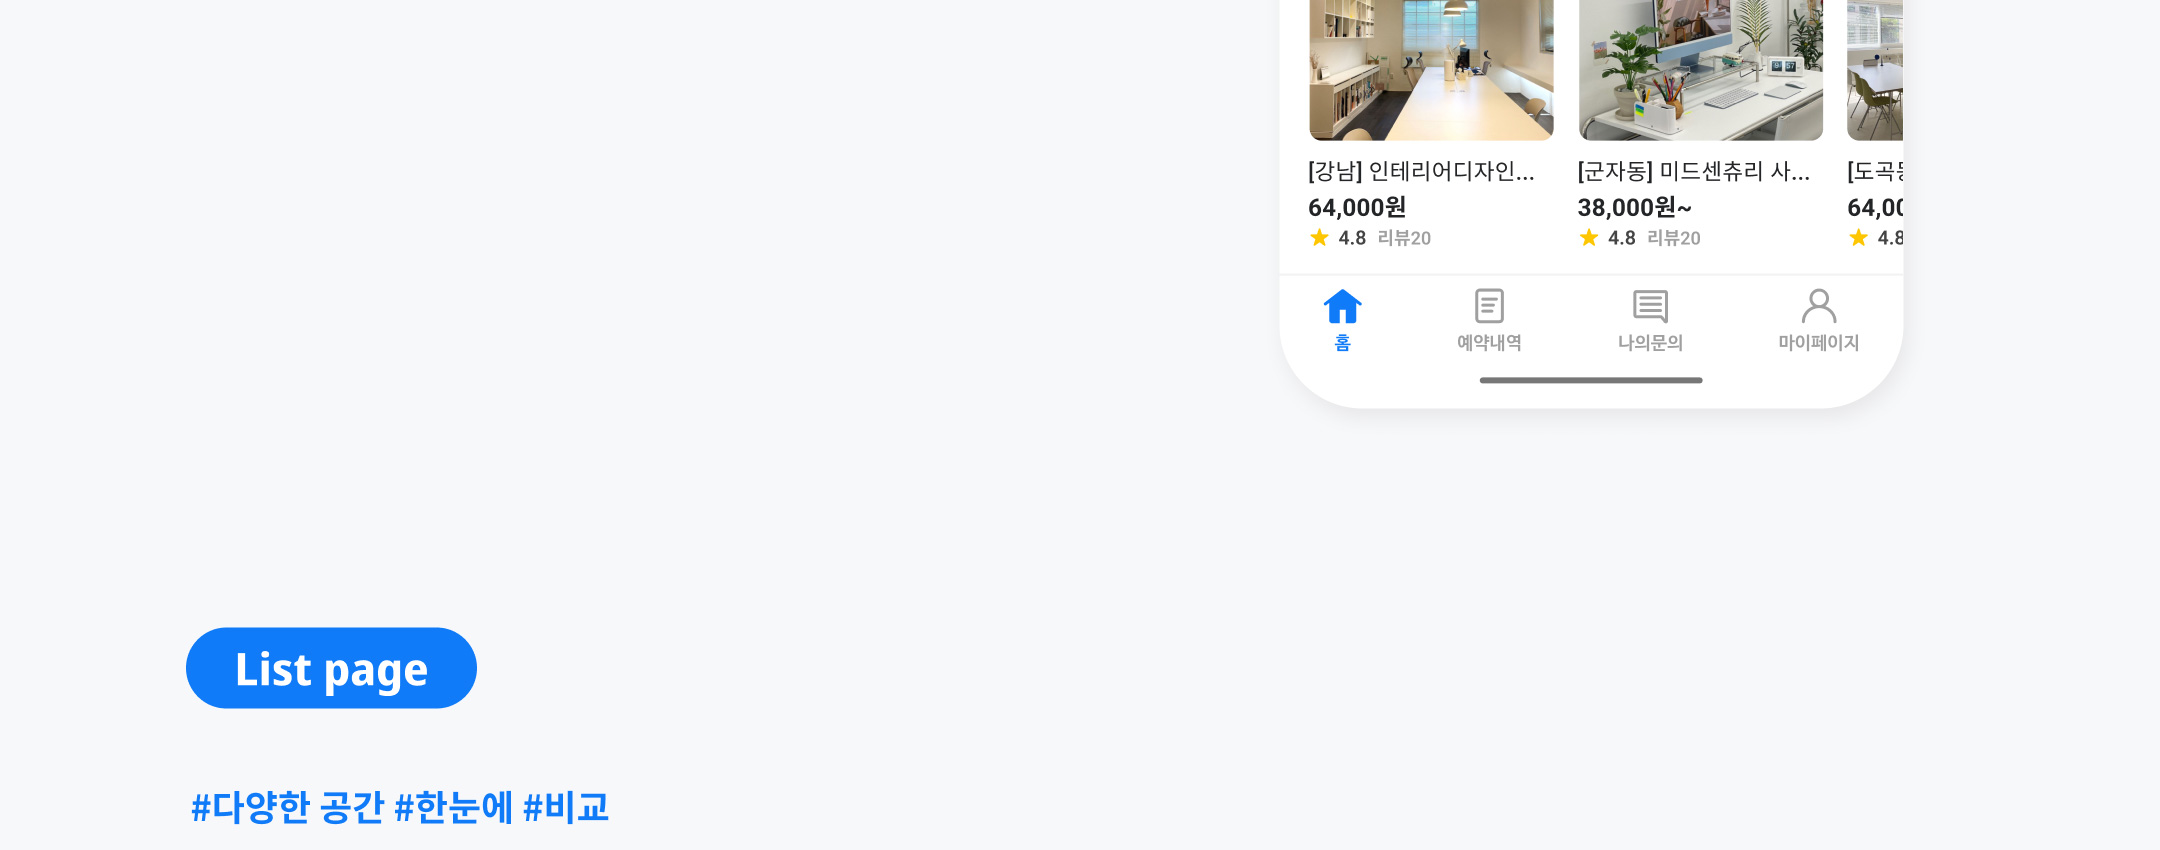 [강남] 인테리어디자인... [군자동] 미드센츄리 사... [도곡
64,000원 38,000원~ 64,00
4.8 리뷰20 4.8 리뷰20 4.8
홈 예약내역 나의문의 마이페이지
List page
#다양한 공간 #한눈에 #비교